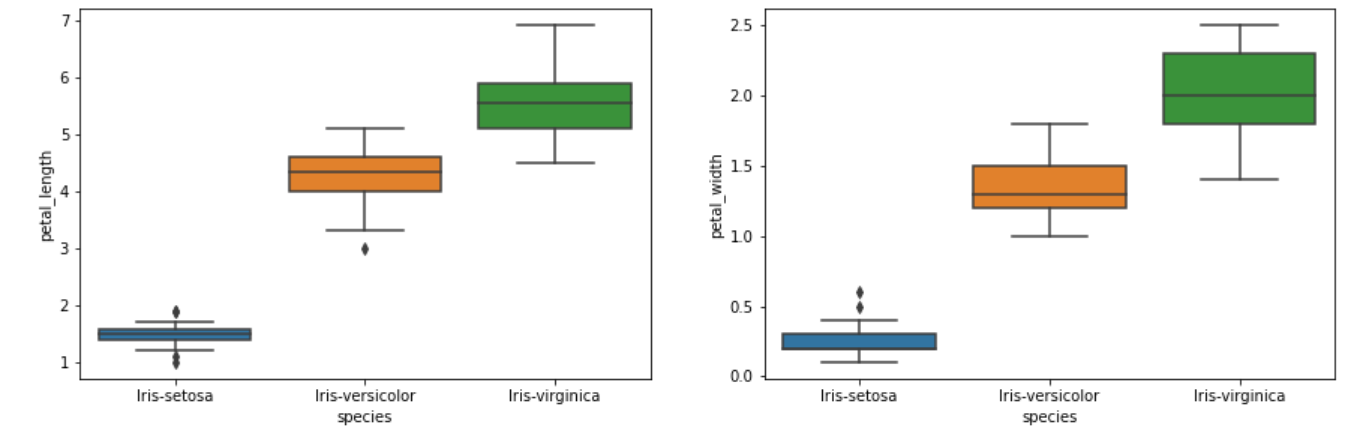 petal_length
7
6
5
4
3
2
1
Iris-setosa Iris-versicolor Iris-virginica
species
petal_width
2.5
2.0
1.5
1.0
0.5
0.0
Iris-setosa Iris-versicolor Iris-virginica
species